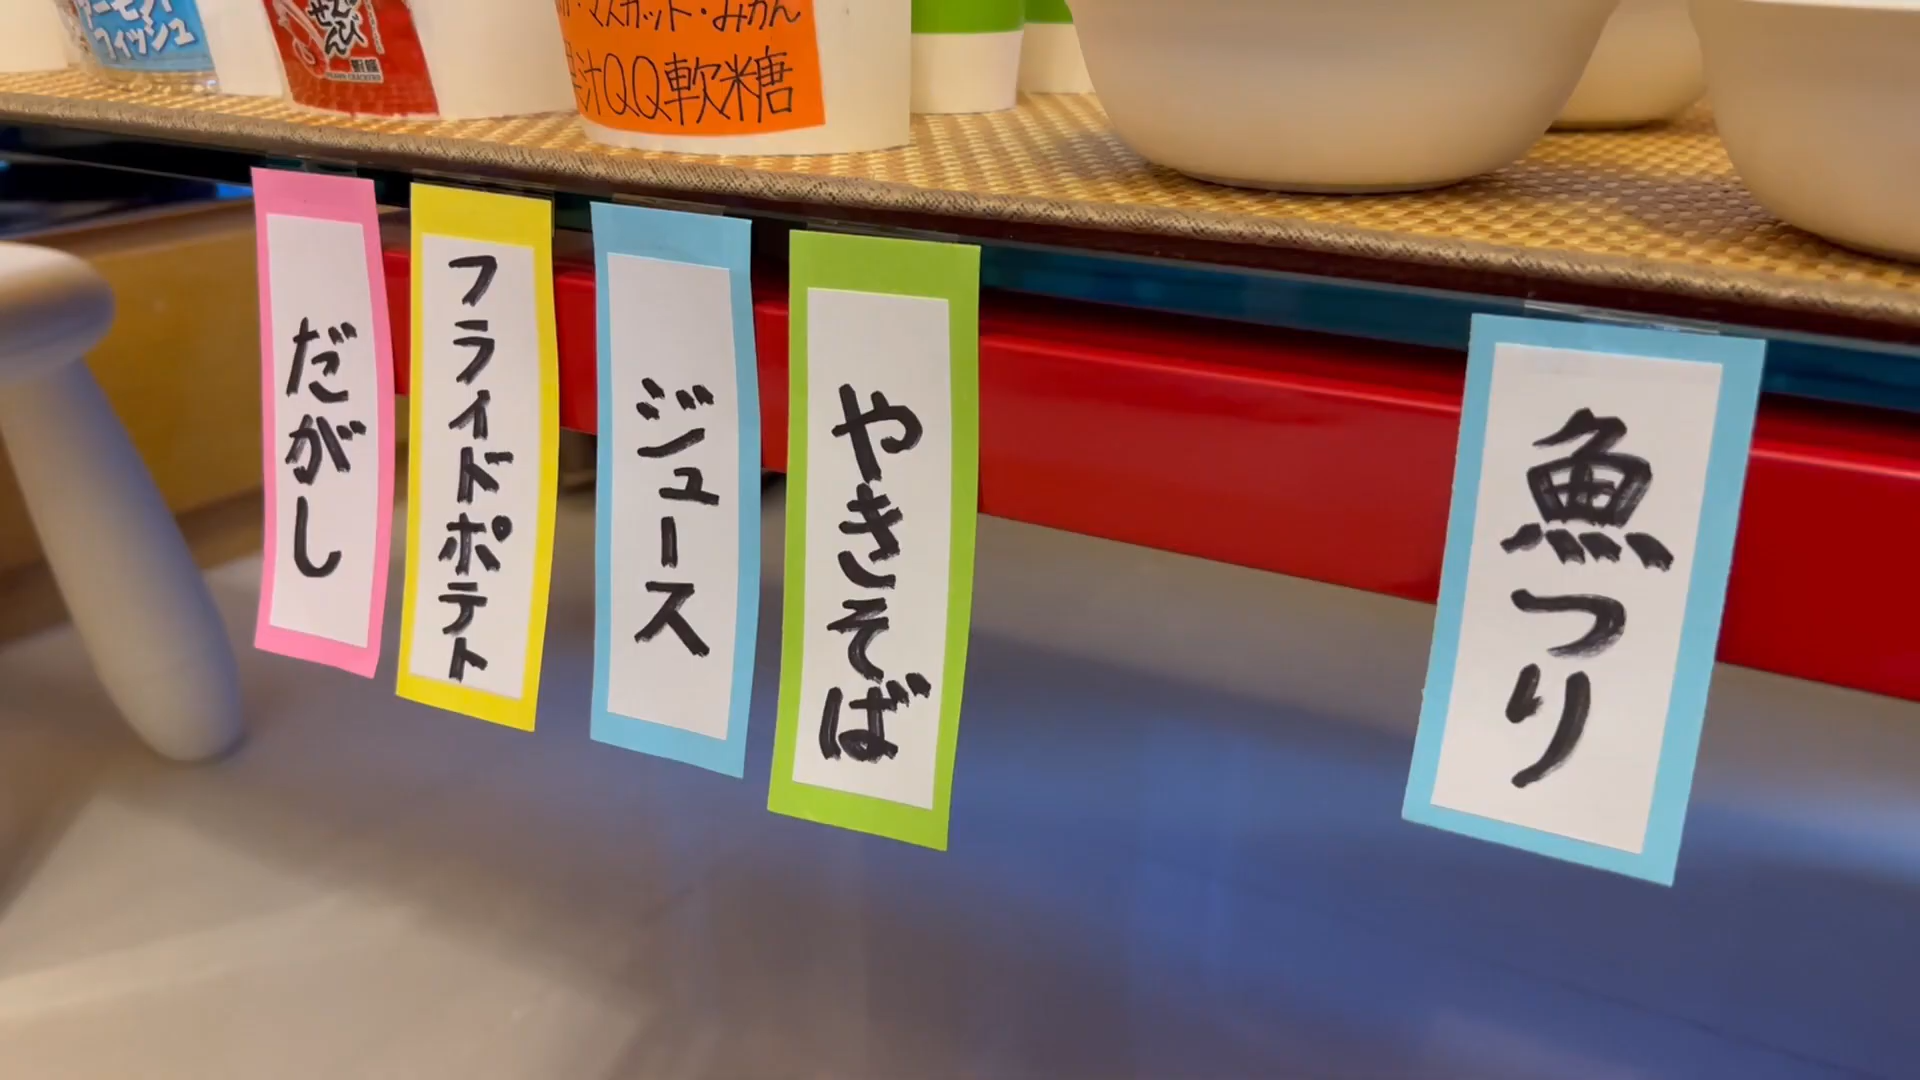 フィッシュ
せんべい
マスカット・みかん
果汁QQ軟糖
だがし
フライドポテト
ジュース
やきそば
魚つり